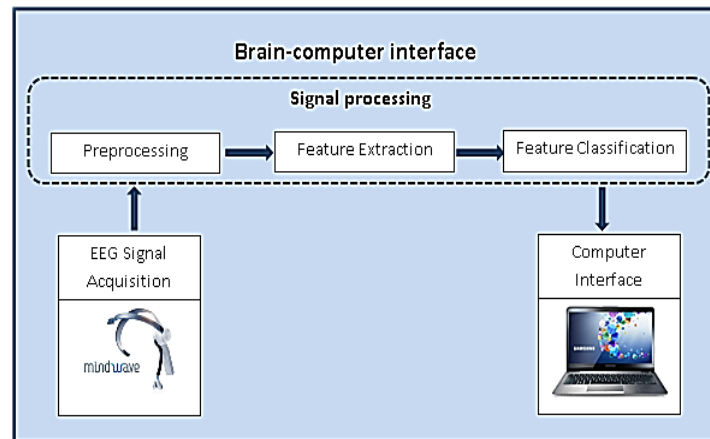 Brain-computer interface
Signal processing
Preprocessing
Feature Extraction
Feature Classification
EEG Signal
Acquisition
mindwave
Computer
Interface
SAMSUNG